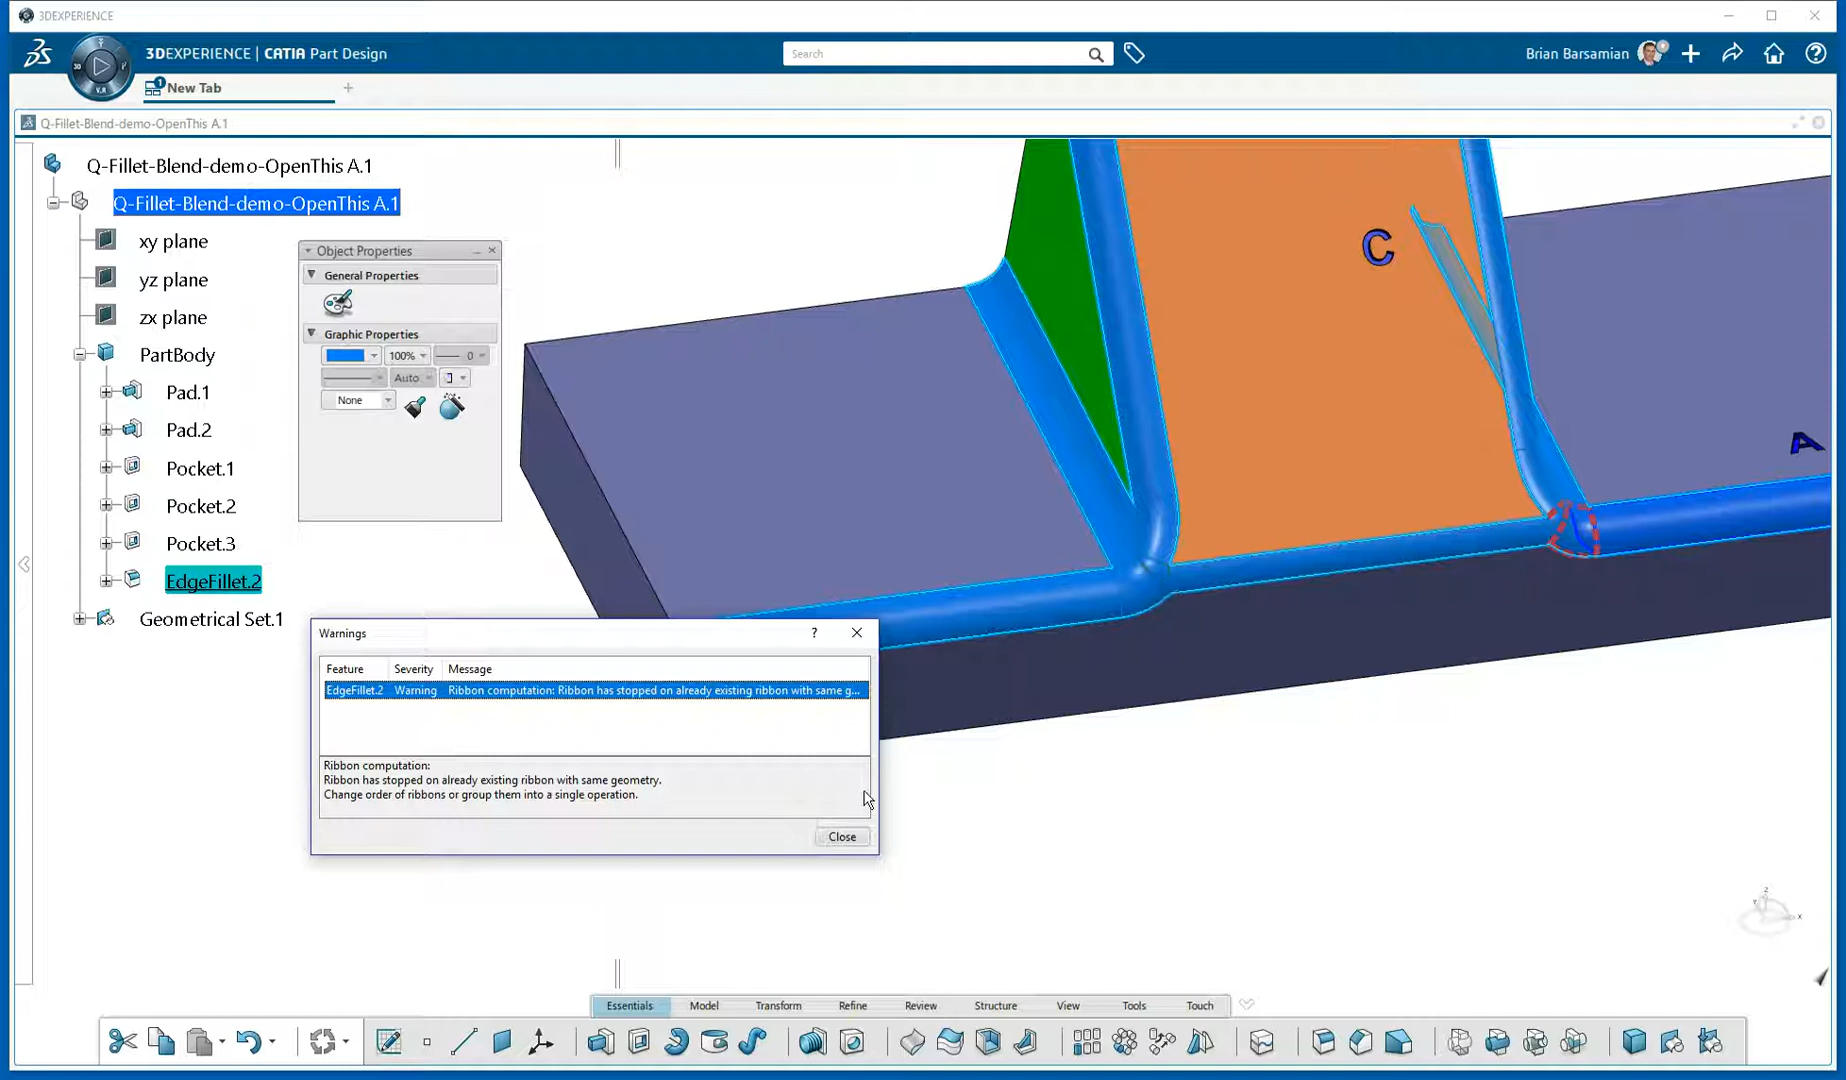 3DEXPERIENCE
3DEXPERIENCE | CATIA Part Design
Search
Brian Barsamian
New Tab
Q-Fillet-Blend-demo-OpenThis A.1
Q-Fillet-Blend-demo-OpenThis A.1
Q-Fillet-Blend-demo-OpenThis A.1
xy plane
yz plane
zx plane
PartBody
Pad.1
Pad.2
Pocket.1
Pocket.2
Pocket.3
EdgeFillet.2
Geometrical Set.1
Object Properties
General Properties
Graphic Properties
100%
0
Auto
None
C
A
Warnings
Feature Severity Message
EdgeFillet.2 Warning Ribbon computation: Ribbon has stopped on already existing ribbon with same g...
Ribbon computation:
Ribbon has stopped on already existing ribbon with same geometry.
Change order of ribbons or group them into a single operation.
Close
Essentials Model Transform Refine Review Structure View Tools Touch